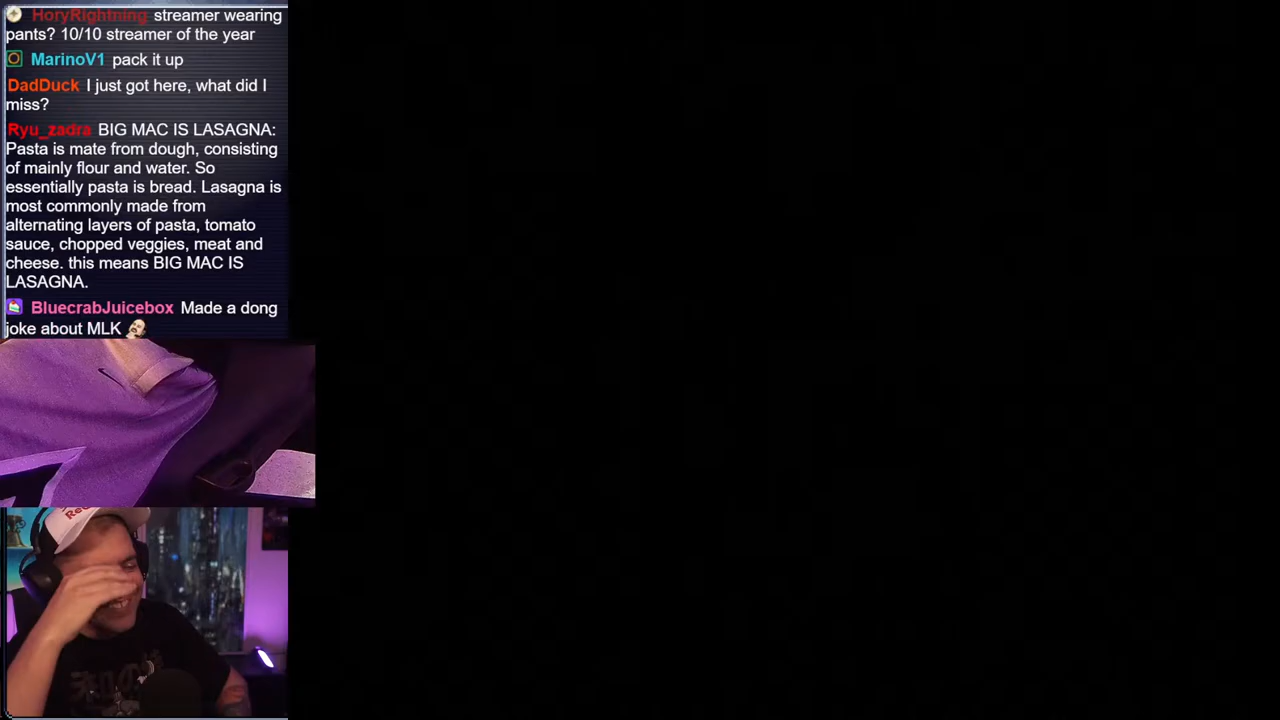 HoryRightning streamer wearing
pants? 10/10 streamer of the year
MarinoV1 pack it up
DadDuck I just got here, what did I
miss?
Ryu_zadra BIG MAC IS LASAGNA:
Pasta is mate from dough, consisting
of mainly flour and water. So
essentially pasta is bread. Lasagna is
most commonly made from
alternating layers of pasta, tomato
sauce, chopped veggies, meat and
cheese. this means BIG MAC IS
LASAGNA.
BluecrabJuicebox Made a dong
joke about MLK